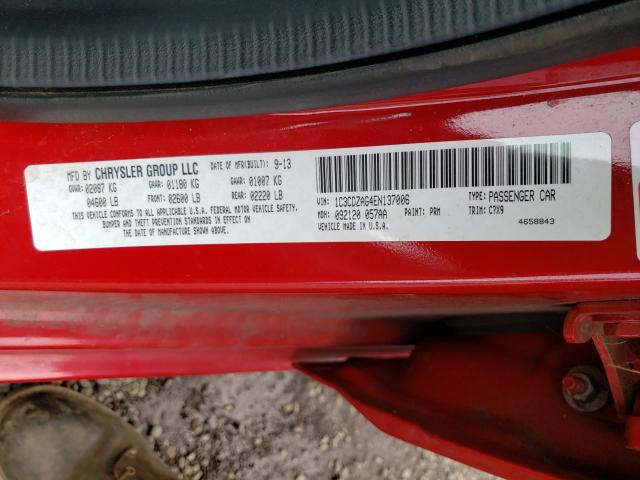 MFD BY CHRYSLER GROUP LLC DATE OF MFR(BUILT): 9-13
GVWR: 02087 KG GAWR: 01180 KG GAWR: 01007 KG
04600 LB FRONT: 02600 LB REAR: 02220 LB
THIS VEHICLE CONFORMS TO ALL APPLICABLE U.S.A. FEDERAL MOTOR VEHICLE SAFETY,
BUMPER AND THEFT PREVENTION STANDARDS IN EFFECT ON
THE DATE OF MANUFACTURE SHOWN ABOVE.
VIN: 1C3CDZAG4EN137006 TYPE: PASSENGER CAR
MDH: 092120 057AA PAINT: PRM TRIM: C7X9
VEHICLE MADE IN U.S.A. 4658843